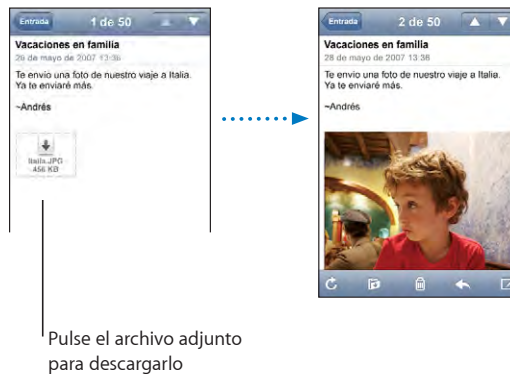 Entrada 1 de 50
Vacaciones en familia
29 de mayo de 2007 13:36
Te envío una foto de nuestro viaje a Italia.
Ya te enviaré más.
~Andrés
Italia.JPG
456 KB
Entrada 2 de 50
Vacaciones en familia
28 de mayo de 2007 13:38
Te envío una foto de nuestro viaje a Italia.
Ya te enviaré más.
~Andrés
Pulse el archivo adjunto
para descargarlo